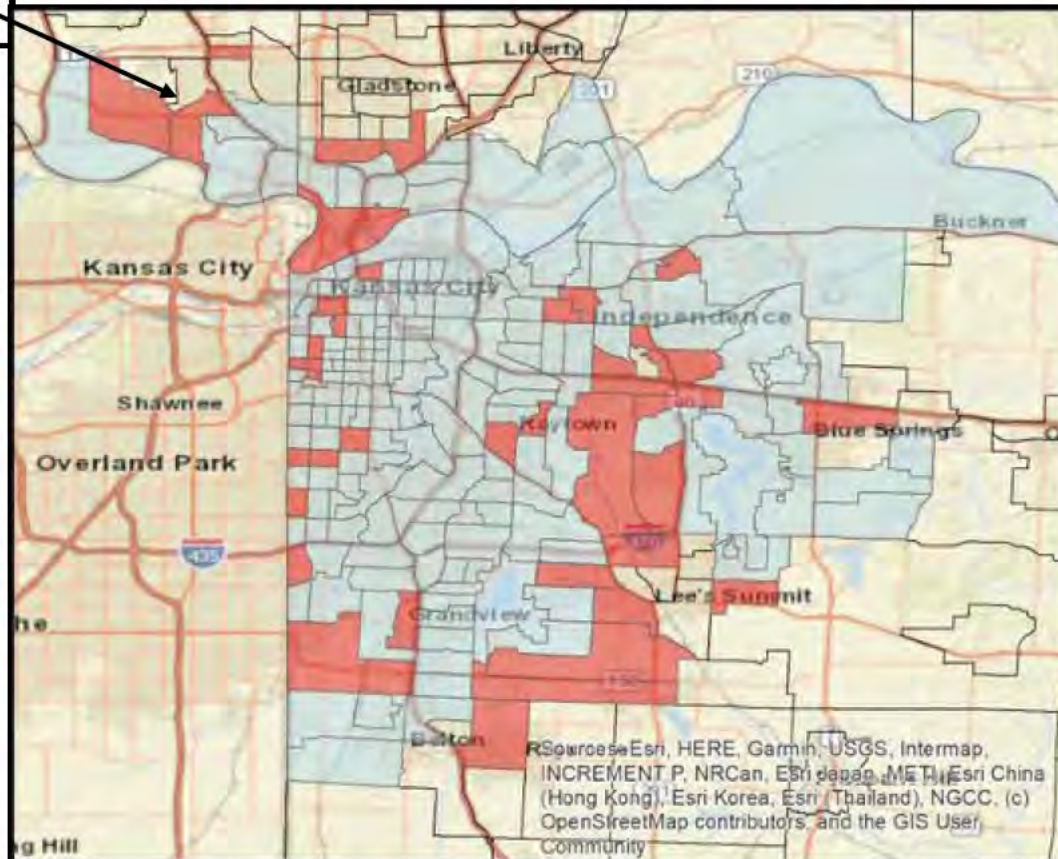 Liberty
Gladstone
210
Buckner
Kansas City
Kansas City
Independence
Shawnee
Raytown
Blue Springs
Overland Park
435
Lee's Summit
he
Grandview
150
Belton
Sources: Esri, HERE, Garmin, USGS, Intermap,
INCREMENT P, NRCan, Esri Japan, METI, Esri China
(Hong Kong), Esri Korea, Esri (Thailand), NGCC, (c)
OpenStreetMap contributors, and the GIS User
Community
ng Hill